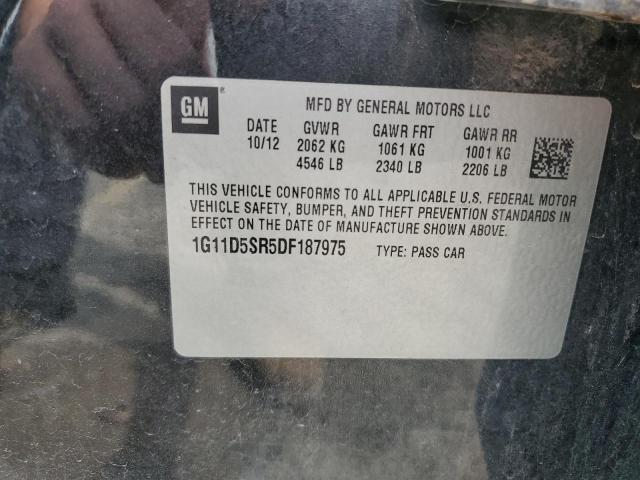 GM
MFD BY GENERAL MOTORS LLC
DATE GVWR GAWR FRT GAWR RR
10/12 2062 KG 1061 KG 1001 KG
4546 LB 2340 LB 2206 LB
THIS VEHICLE CONFORMS TO ALL APPLICABLE U.S. FEDERAL MOTOR
VEHICLE SAFETY, BUMPER, AND THEFT PREVENTION STANDARDS IN
EFFECT ON THE DATE OF MANUFACTURE SHOWN ABOVE.
1G11D5SR5DF187975 TYPE: PASS CAR